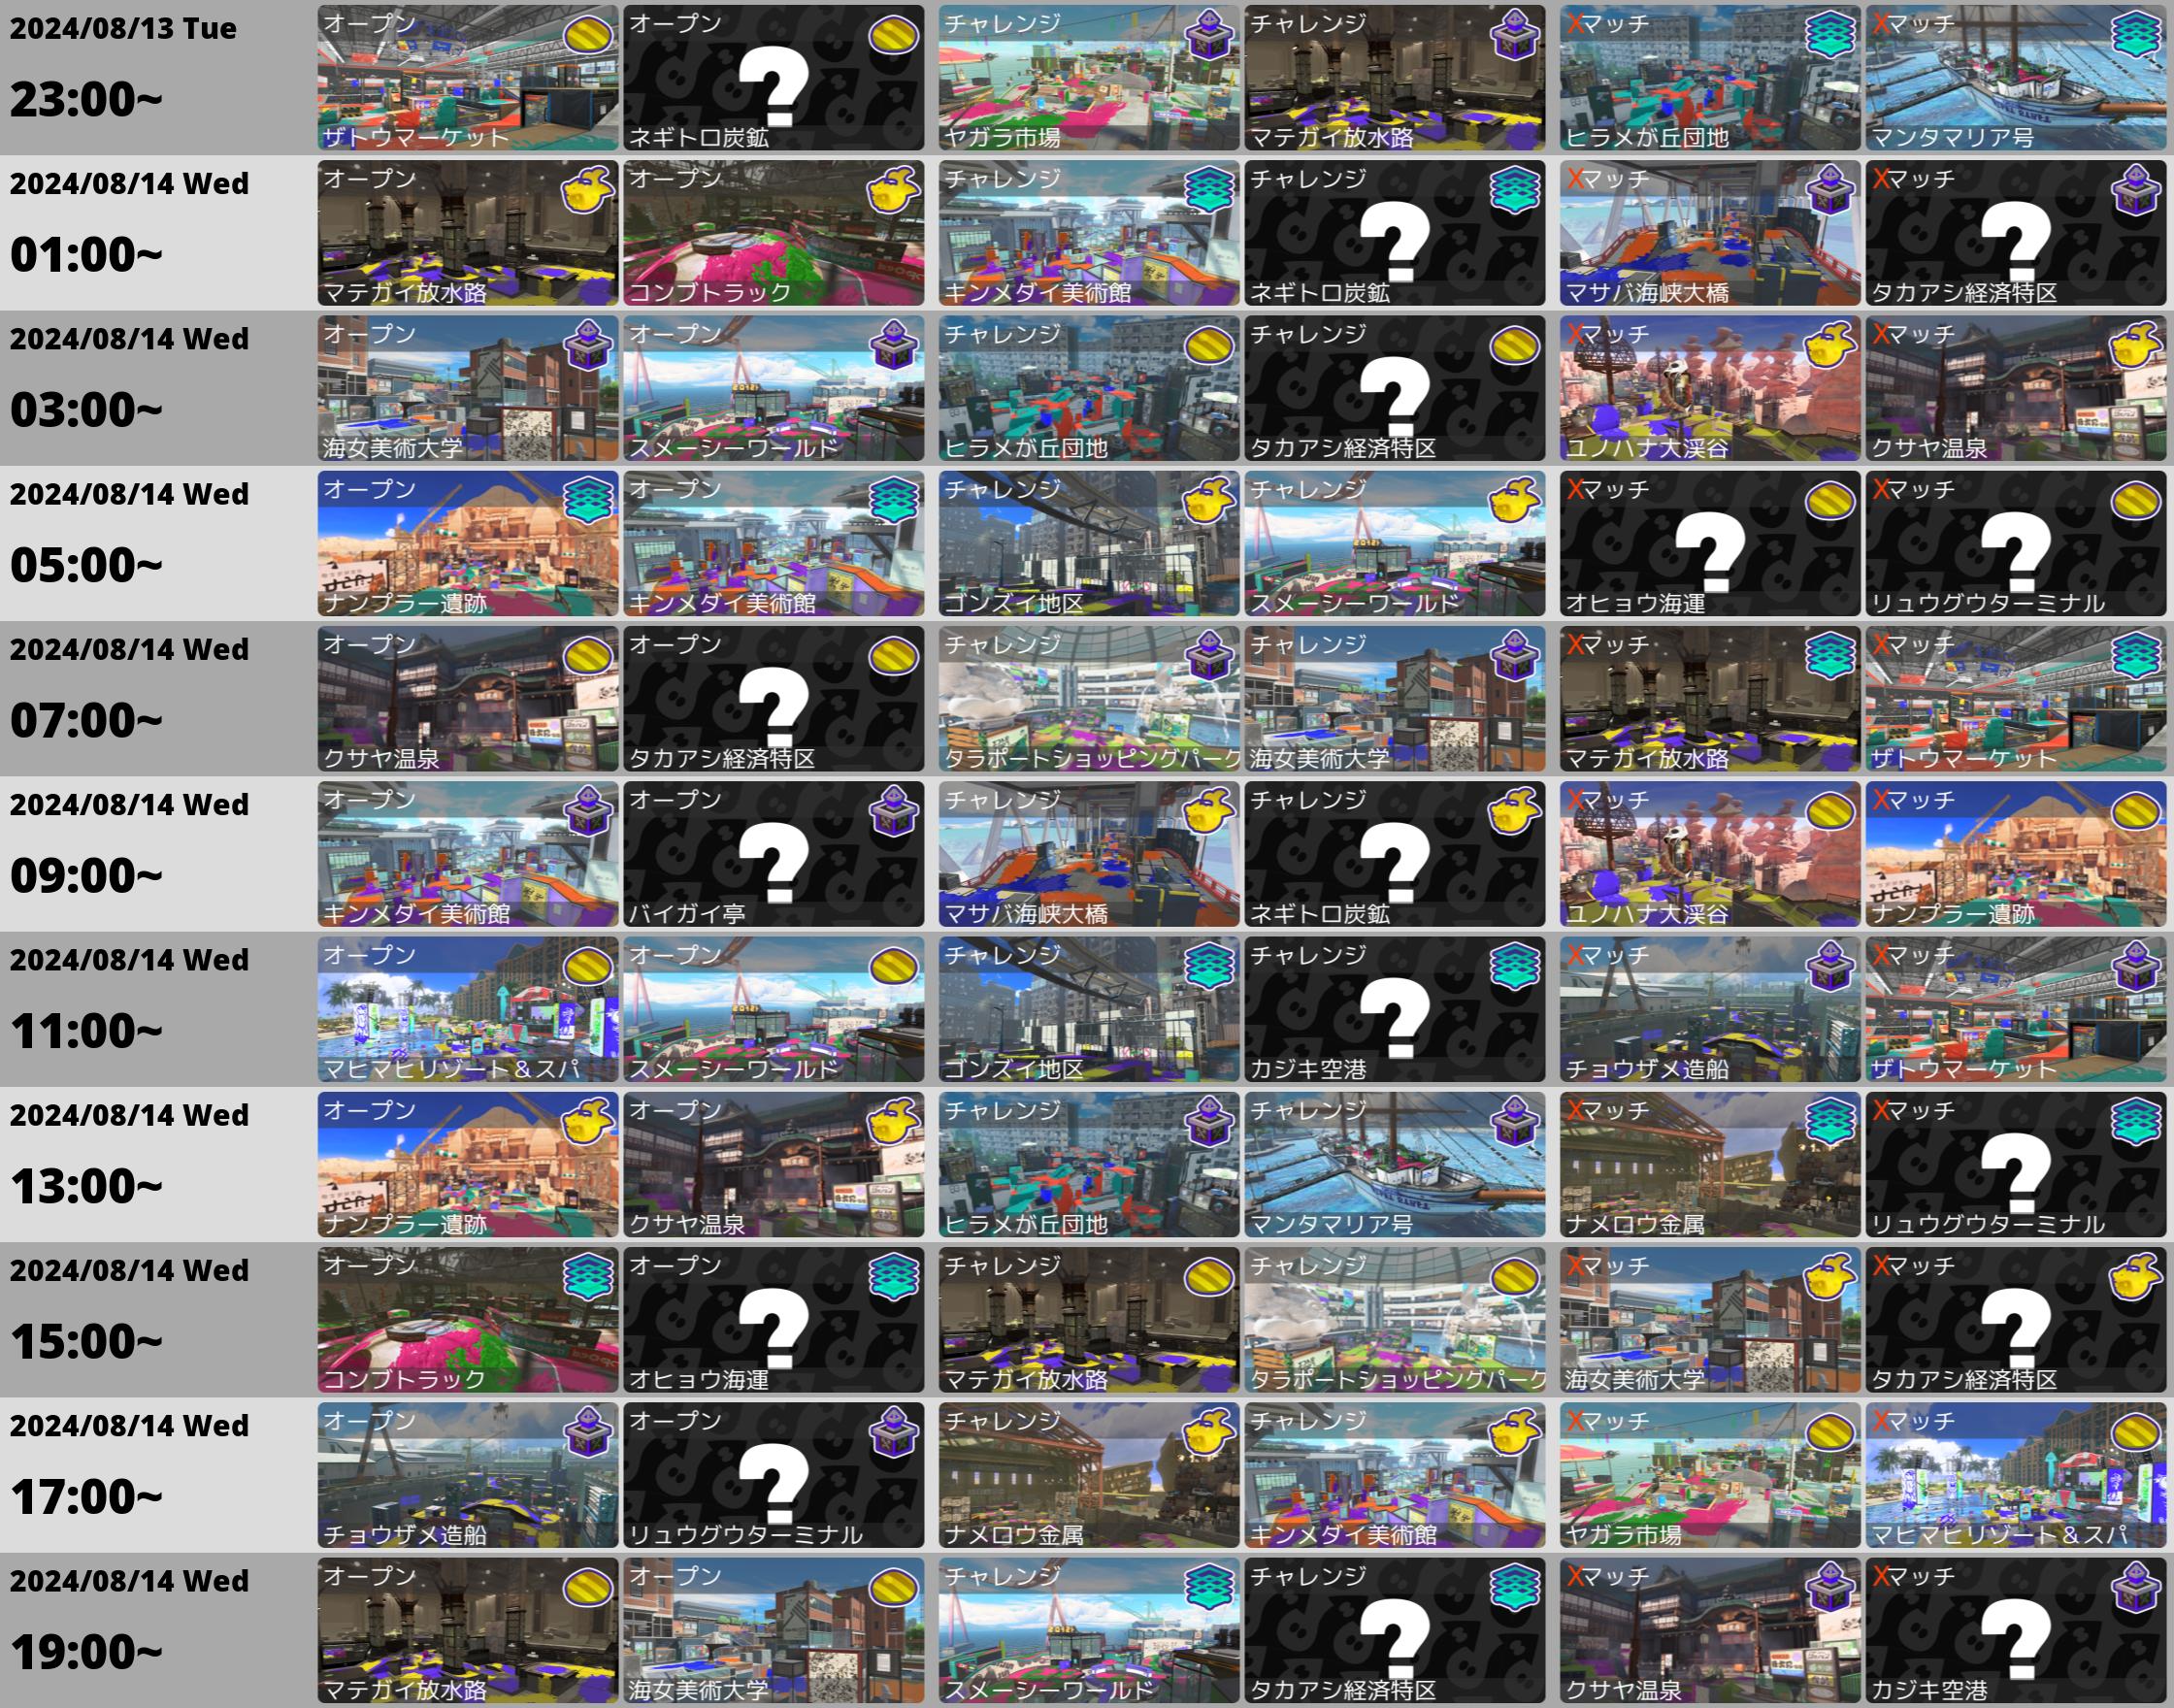 2024/08/13 Tue
23:00~
オープン
ザトウマーケット
オープン
ネギトロ炭鉱
チャレンジ
ヤガラ市場
チャレンジ
マテガイ放水路
Xマッチ
ヒラメが丘団地
Xマッチ
マンタマリア号
2024/08/14 Wed
01:00~
オープン
マテガイ放水路
オープン
コンブトラック
チャレンジ
キンメダイ美術館
チャレンジ
ネギトロ炭鉱
Xマッチ
マサバ海峡大橋
Xマッチ
タカアシ経済特区
2024/08/14 Wed
03:00~
オープン
海女美術大学
オープン
スメーシーワールド
チャレンジ
ヒラメが丘団地
チャレンジ
タカアシ経済特区
Xマッチ
ユノハナ大渓谷
Xマッチ
クサヤ温泉
2024/08/14 Wed
05:00~
オープン
ナンプラー遺跡
オープン
キンメダイ美術館
チャレンジ
ゴンズイ地区
チャレンジ
スメーシーワールド
Xマッチ
オヒョウ海運
Xマッチ
リュウグウターミナル
2024/08/14 Wed
07:00~
オープン
クサヤ温泉
オープン
タカアシ経済特区
チャレンジ
タラポートショッピングパーク
チャレンジ
海女美術大学
Xマッチ
マテガイ放水路
Xマッチ
ザトウマーケット
2024/08/14 Wed
09:00~
オープン
キンメダイ美術館
オープン
バイガイ亭
チャレンジ
マサバ海峡大橋
チャレンジ
ネギトロ炭鉱
Xマッチ
ユノハナ大渓谷
Xマッチ
ナンプラー遺跡
2024/08/14 Wed
11:00~
オープン
マヒマヒリゾート＆スパ
オープン
スメーシーワールド
チャレンジ
ゴンズイ地区
チャレンジ
カジキ空港
Xマッチ
チョウザメ造船
Xマッチ
ザトウマーケット
2024/08/14 Wed
13:00~
オープン
ナンプラー遺跡
オープン
クサヤ温泉
チャレンジ
ヒラメが丘団地
チャレンジ
マンタマリア号
Xマッチ
ナメロウ金属
Xマッチ
リュウグウターミナル
2024/08/14 Wed
15:00~
オープン
コンブトラック
オープン
オヒョウ海運
チャレンジ
マテガイ放水路
チャレンジ
タラポートショッピングパーク
Xマッチ
海女美術大学
Xマッチ
タカアシ経済特区
2024/08/14 Wed
17:00~
オープン
チョウザメ造船
オープン
リュウグウターミナル
チャレンジ
ナメロウ金属
チャレンジ
キンメダイ美術館
Xマッチ
ヤガラ市場
Xマッチ
マヒマヒリゾート＆スパ
2024/08/14 Wed
19:00~
オープン
マテガイ放水路
オープン
海女美術大学
チャレンジ
スメーシーワールド
チャレンジ
タカアシ経済特区
Xマッチ
クサヤ温泉
Xマッチ
カジキ空港